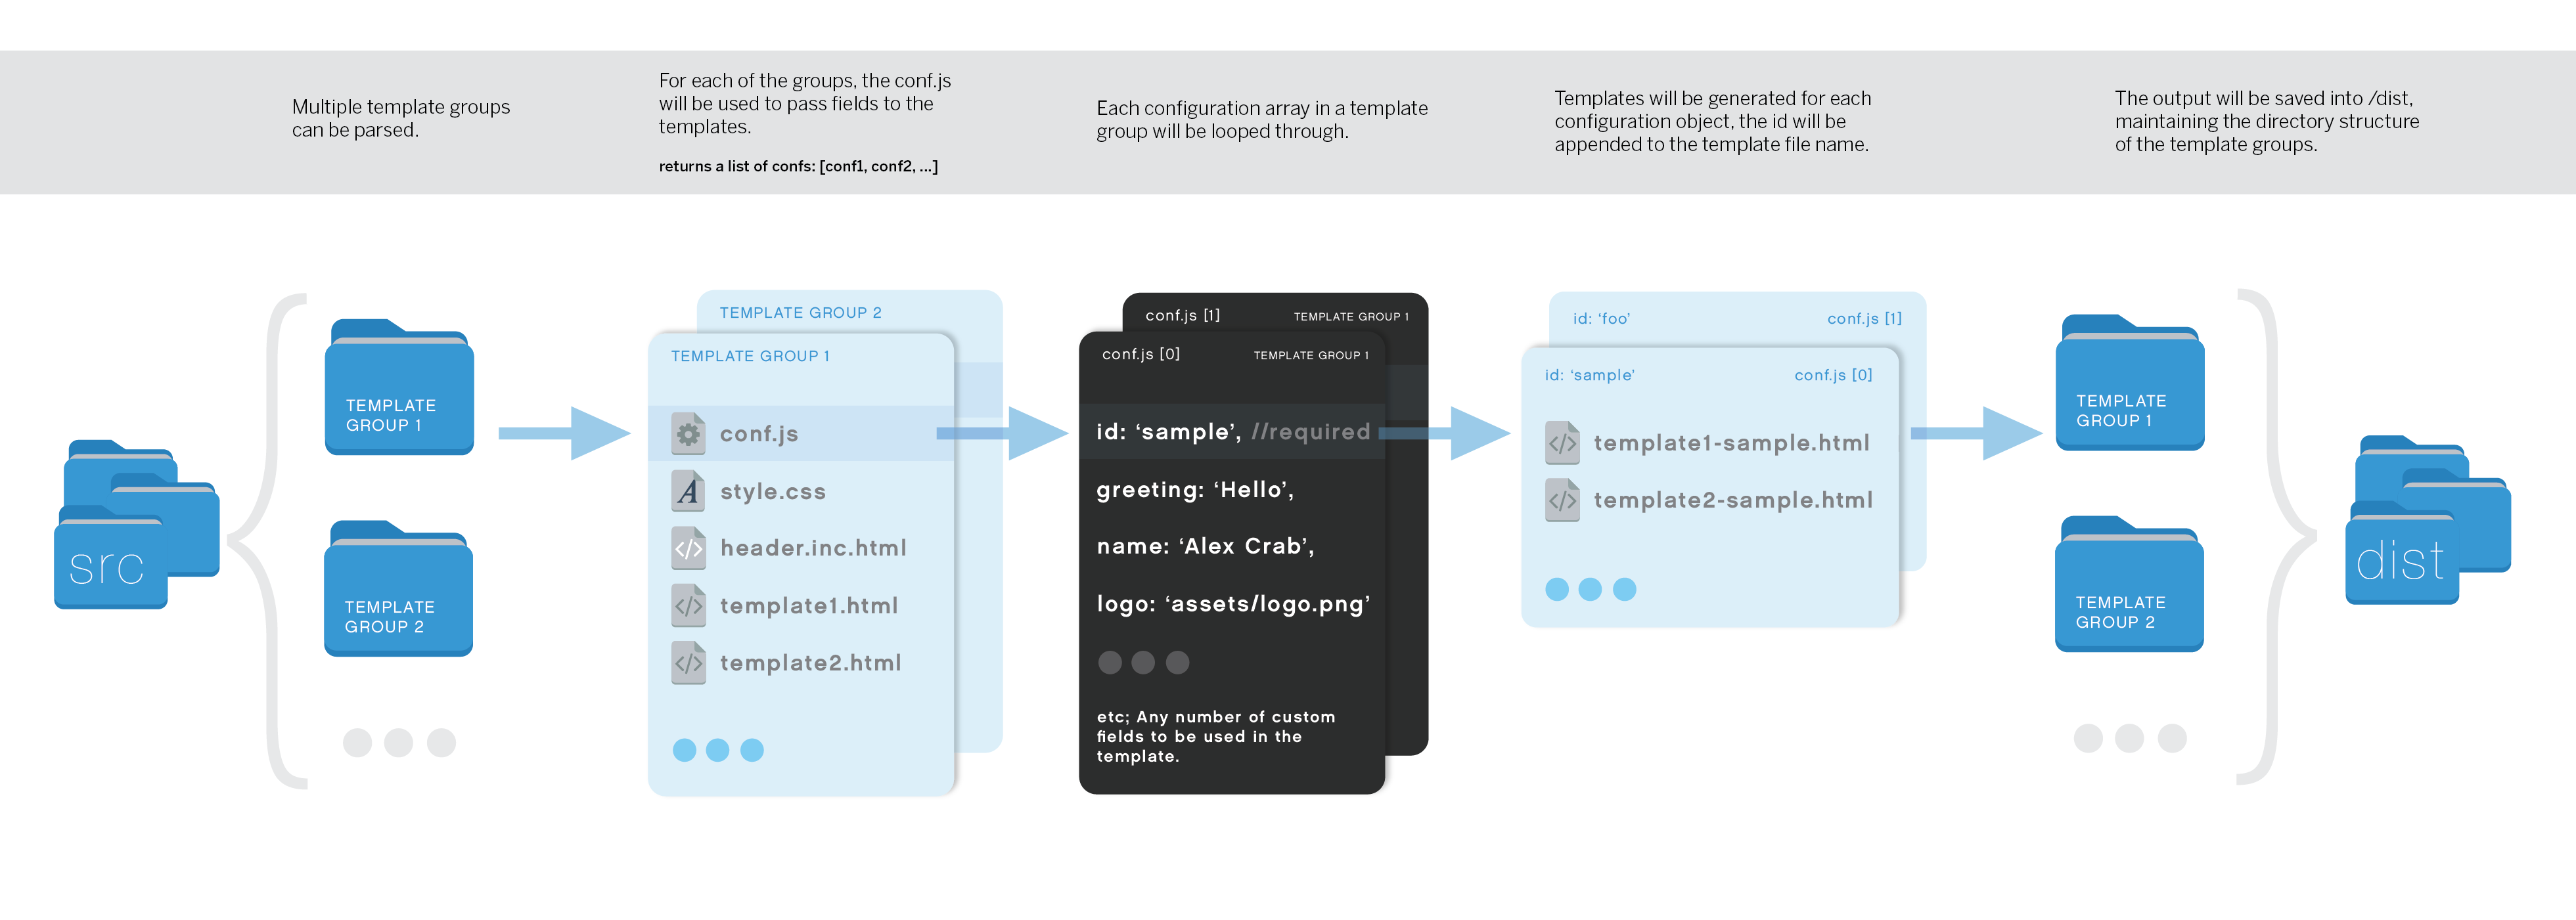 Multiple template groups
can be parsed.
For each of the groups, the conf.js
will be used to pass fields to the
templates.
returns a list of confs: [conf1, conf2, ...]
Each configuration array in a template
group will be looped through.
Templates will be generated for each
configuration object, the id will be
appended to the template file name.
The output will be saved into /dist,
maintaining the directory structure
of the template groups.
src
TEMPLATE
GROUP 1
TEMPLATE
GROUP 2
TEMPLATE GROUP 2
TEMPLATE GROUP 1
conf.js
style.css
header.inc.html
template1.html
template2.html
conf.js [1] TEMPLATE GROUP 1
conf.js [0] TEMPLATE GROUP 1
id: ‘sample’, //required
greeting: ‘Hello’,
name: ‘Alex Crab’,
logo: ‘assets/logo.png’
etc; Any number of custom
fields to be used in the
template.
id: ‘foo’ conf.js [1]
id: ‘sample’ conf.js [0]
template1-sample.html
template2-sample.html
TEMPLATE
GROUP 1
TEMPLATE
GROUP 2
dist